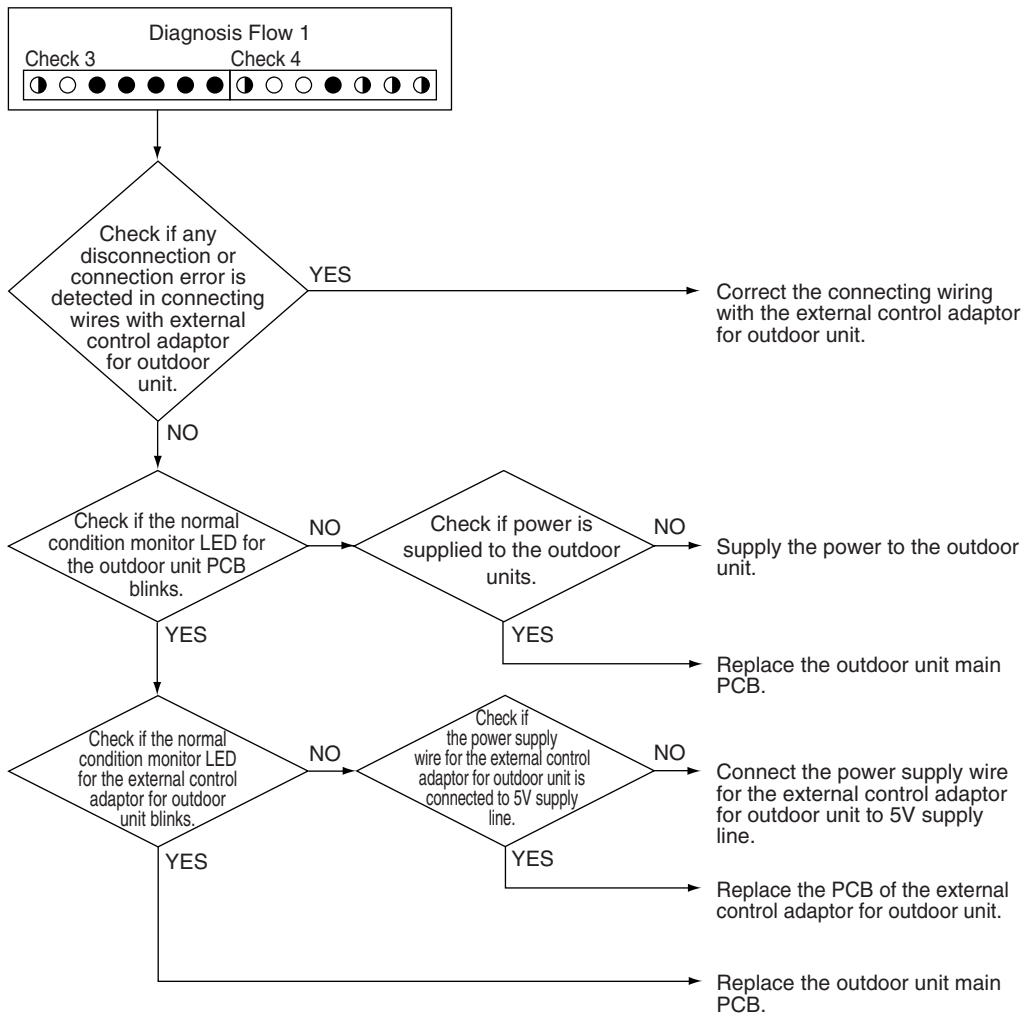 Diagnosis Flow 1
Check 3
Check 4
Check if any
disconnection or
connection error is
detected in connecting
wires with external
control adaptor
for outdoor
unit.
YES
Correct the connecting wiring
with the external control adaptor
for outdoor unit.
NO
Check if the normal
condition monitor LED for
the outdoor unit PCB
blinks.
NO
Check if power is
supplied to the outdoor
units.
NO
Supply the power to the outdoor
unit.
YES
YES
Replace the outdoor unit main
PCB.
Check if the normal
condition monitor LED
for the external control
adaptor for outdoor
unit blinks.
NO
Check if
the power supply
wire for the external control
adaptor for outdoor unit is
connected to 5V supply
line.
NO
Connect the power supply wire
for the external control adaptor
for outdoor unit to 5V supply
line.
YES
YES
Replace the PCB of the external
control adaptor for outdoor unit.
Replace the outdoor unit main
PCB.